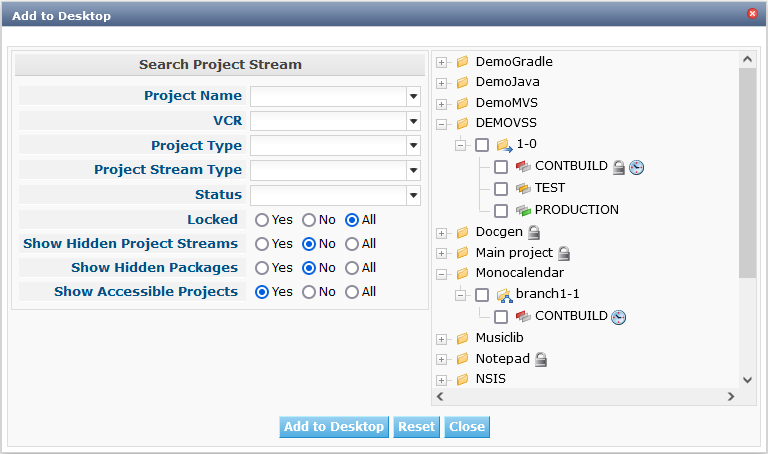 Add to Desktop
Search Project Stream
Project Name
VCR
Project Type
Project Stream Type
Status
Locked Yes No All
Show Hidden Project Streams Yes No All
Show Hidden Packages Yes No All
Show Accessible Projects Yes No All
DemoGradle
DemoJava
DemoMVS
DEMOVSS
1-0
CONTBUILD
TEST
PRODUCTION
Docgen
Main project
Monocalendar
branch1-1
CONTBUILD
Musiclib
Notepad
NSIS
Add to Desktop Reset Close